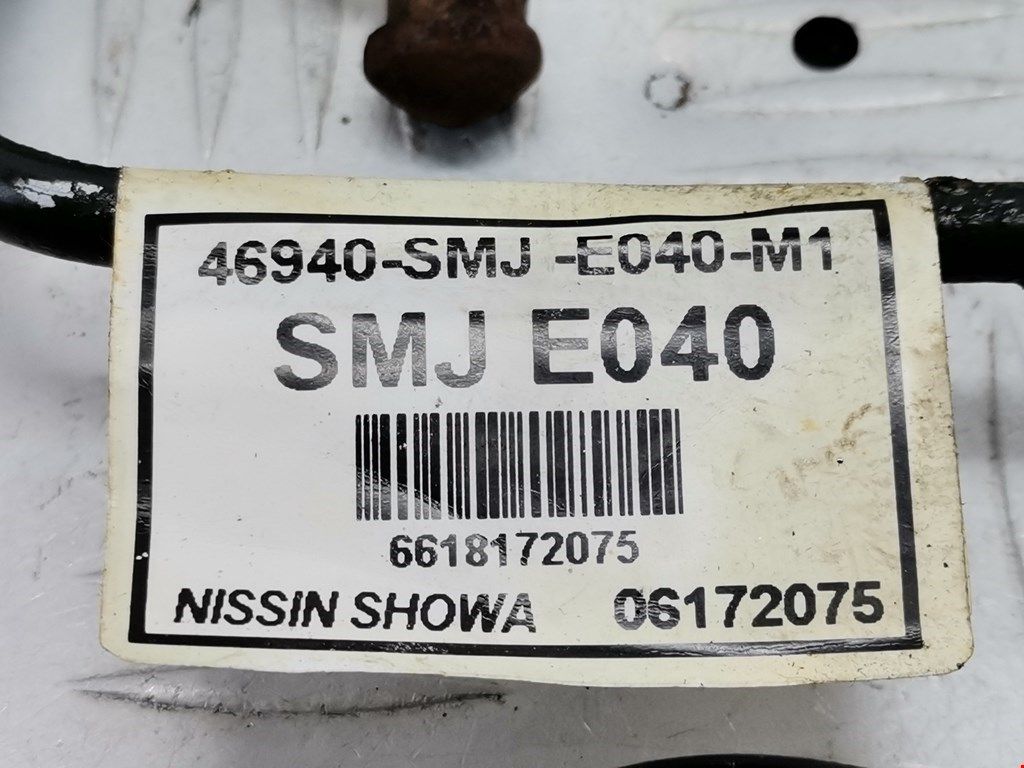 46940-SMJ -E040-M1
SMJ E040
6618172075
NISSIN SHOWA 06172075